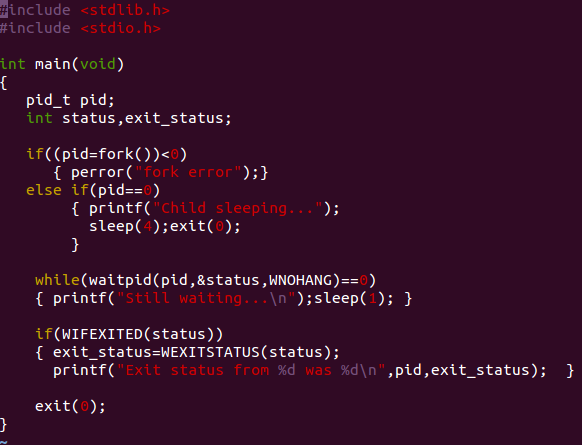 #include <stdlib.h>
#include <stdio.h>

int main(void)
{
   pid_t pid;
   int status,exit_status;

   if((pid=fork())<0)
      { perror("fork error");}
   else if(pid==0)
        { printf("Child sleeping...");
          sleep(4);exit(0);
        }

    while(waitpid(pid,&status,WNOHANG)==0)
    { printf("Still waiting...\n");sleep(1); }

    if(WIFEXITED(status))
    { exit_status=WEXITSTATUS(status);
      printf("Exit status from %d was %d\n",pid,exit_status);  }

    exit(0);
}
~